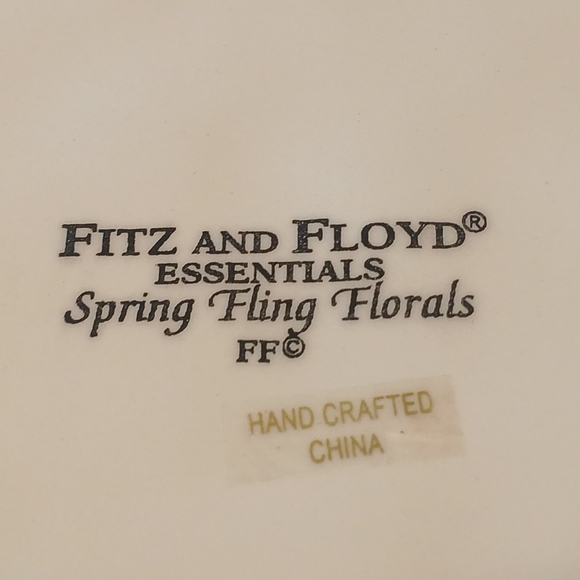 FITZ AND FLOYD®
ESSENTIALS
Spring Fling Florals
FF©
HAND CRAFTED
CHINA